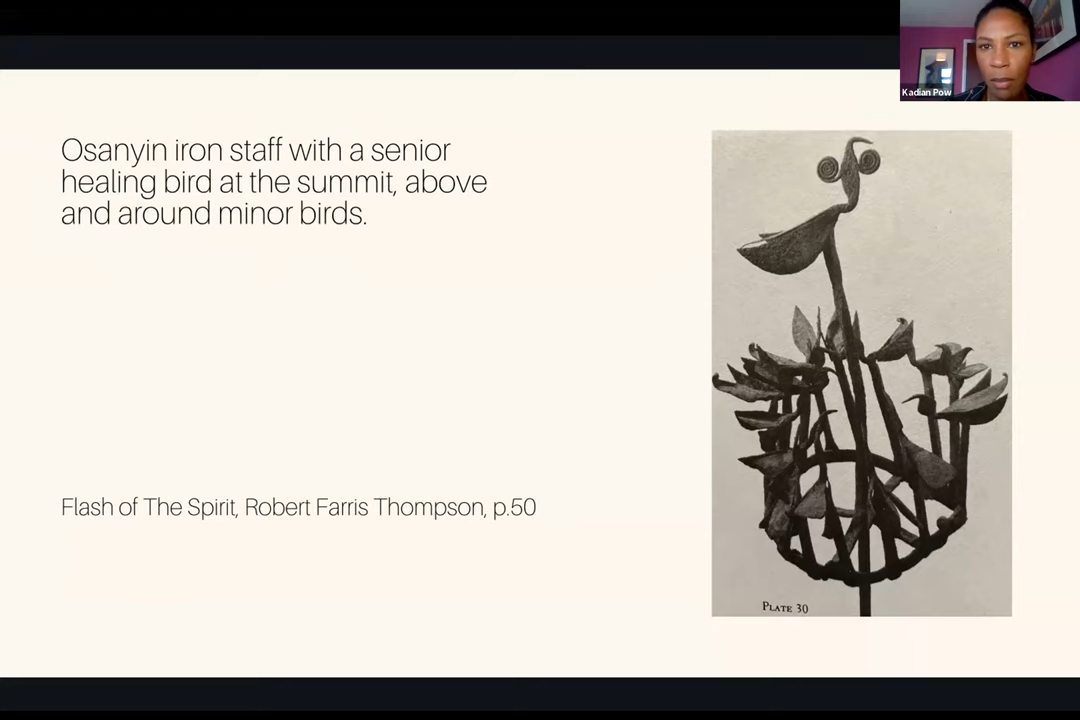 Kadian Pow
Osanyin iron staff with a senior
healing bird at the summit, above
and around minor birds.
Flash of The Spirit, Robert Farris Thompson, p.50
PLATE 30